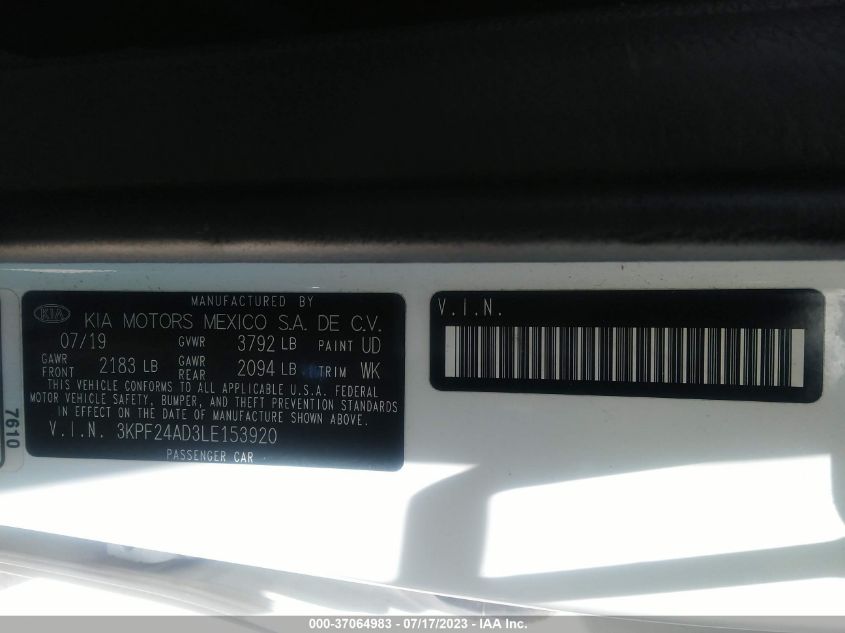 MANUFACTURED BY
KIA
KIA MOTORS MEXICO S.A. DE C.V.
07/19 GVWR 3792 LB PAINT UD
GAWR FRONT 2183 LB GAWR REAR 2094 LB TRIM WK
THIS VEHICLE CONFORMS TO ALL APPLICABLE U.S.A. FEDERAL
MOTOR VEHICLE SAFETY, BUMPER, AND THEFT PREVENTION STANDARDS
IN EFFECT ON THE DATE OF MANUFACTURE SHOWN ABOVE.
V.I.N. 3KPF24AD3LE153920
PASSENGER CAR
7610
V.I.N.
000-37064983 / 07/17/2023 - IAA Inc.